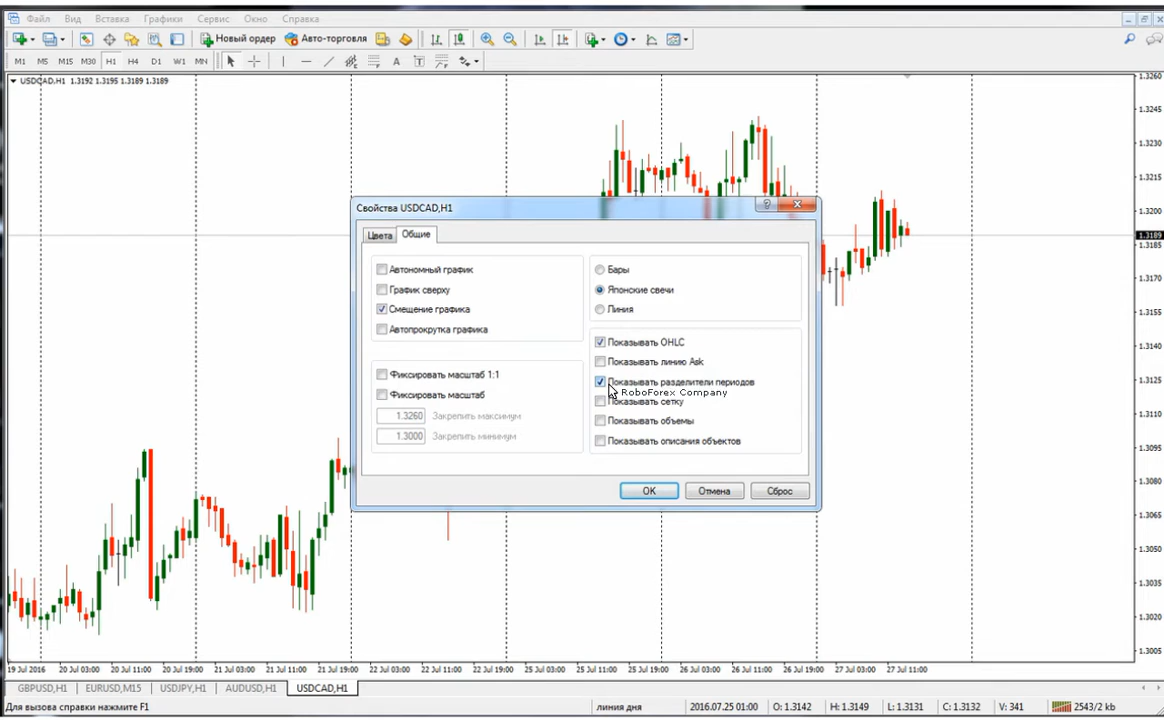 Файл Вид Вставка Графики Сервис Окно Справка
Новый ордер Авто-торговля
M1 M5 M15 M30 H1 H4 D1 W1 MN A T
USDCAD,H1 1.3192 1.3195 1.3189 1.3189
1.3260
1.3245
1.3230
1.3215
1.3200
1.3189
1.3185
1.3170
1.3155
1.3140
1.3125
1.3110
1.3095
1.3080
1.3065
1.3050
1.3035
1.3020
1.3005
Свойства USDCAD,H1
Цвета Общие
Автономный график
График сверху
Смещение графика
Автопрокрутка графика
Фиксировать масштаб 1:1
Фиксировать масштаб
1.3260 Закрепить максимум
1.3000 Закрепить минимум
Бары
Японские свечи
Линия
Показывать OHLC
Показывать линию Ask
Показывать разделители периодов
RoboForex Company
Показывать сетку
Показывать объемы
Показывать описания объектов
OK Отмена Сброс
19 Jul 2016 20 Jul 03:00 20 Jul 11:00 20 Jul 19:00 21 Jul 03:00 21 Jul 11:00 21 Jul 19:00 22 Jul 03:00 22 Jul 11:00 22 Jul 19:00 25 Jul 03:00 25 Jul 11:00 25 Jul 19:00 26 Jul 03:00 26 Jul 11:00 26 Jul 19:00 27 Jul 03:00 27 Jul 11:00
GBPUSD,H1 EURUSD,M15 USDJPY,H1 AUDUSD,H1 USDCAD,H1
Для вызова справки нажмите F1 линия дня 2016.07.25 01:00 O: 1.3142 H: 1.3149 L: 1.3131 C: 1.3132 V: 341 2543/2 kb